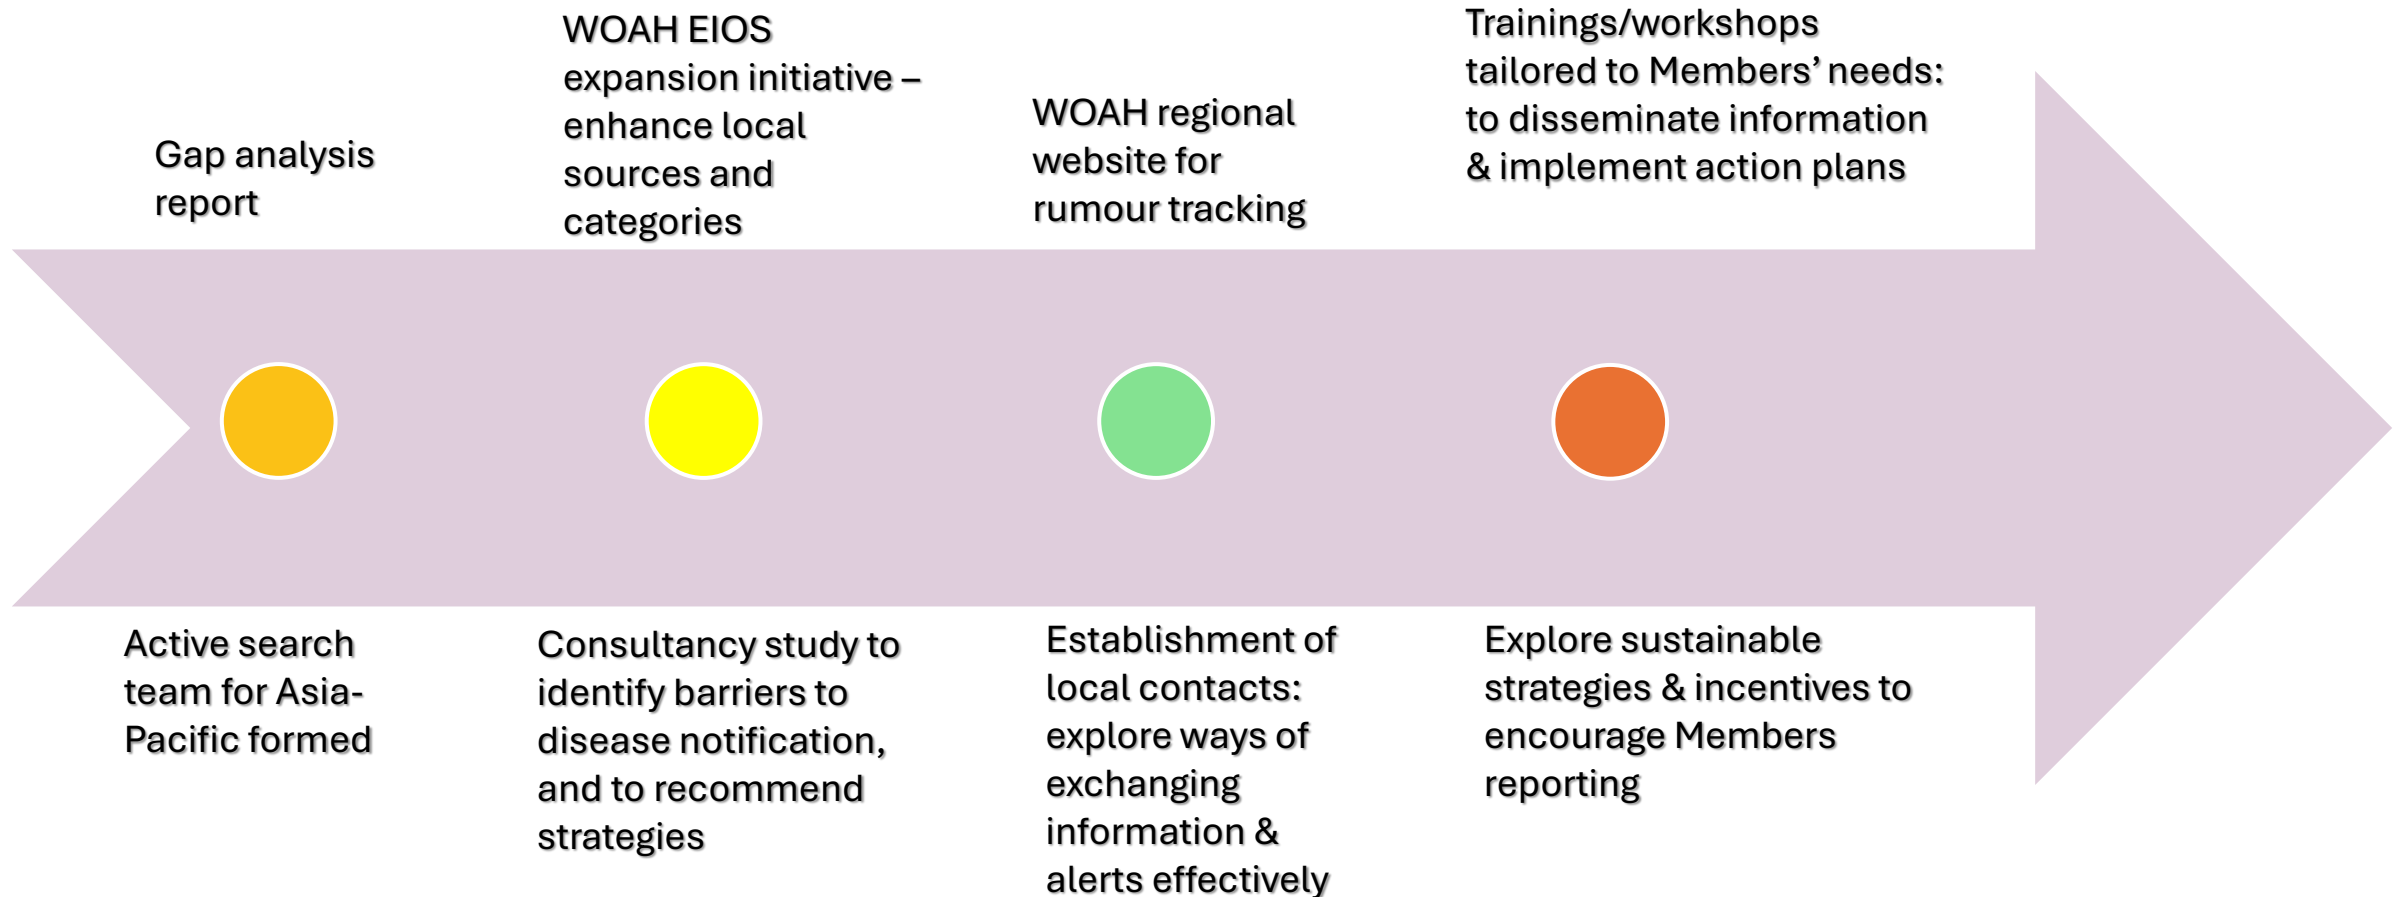 Gap analysis
report
WOAH EIOS
expansion initiative –
enhance local
sources and
categories
WOAH regional
website for
rumour tracking
Trainings/workshops
tailored to Members’ needs:
to disseminate information
& implement action plans
Active search
team for Asia-
Pacific formed
Consultancy study to
identify barriers to
disease notification,
and to recommend
strategies
Establishment of
local contacts:
explore ways of
exchanging
information &
alerts effectively
Explore sustainable
strategies & incentives to
encourage Members
reporting